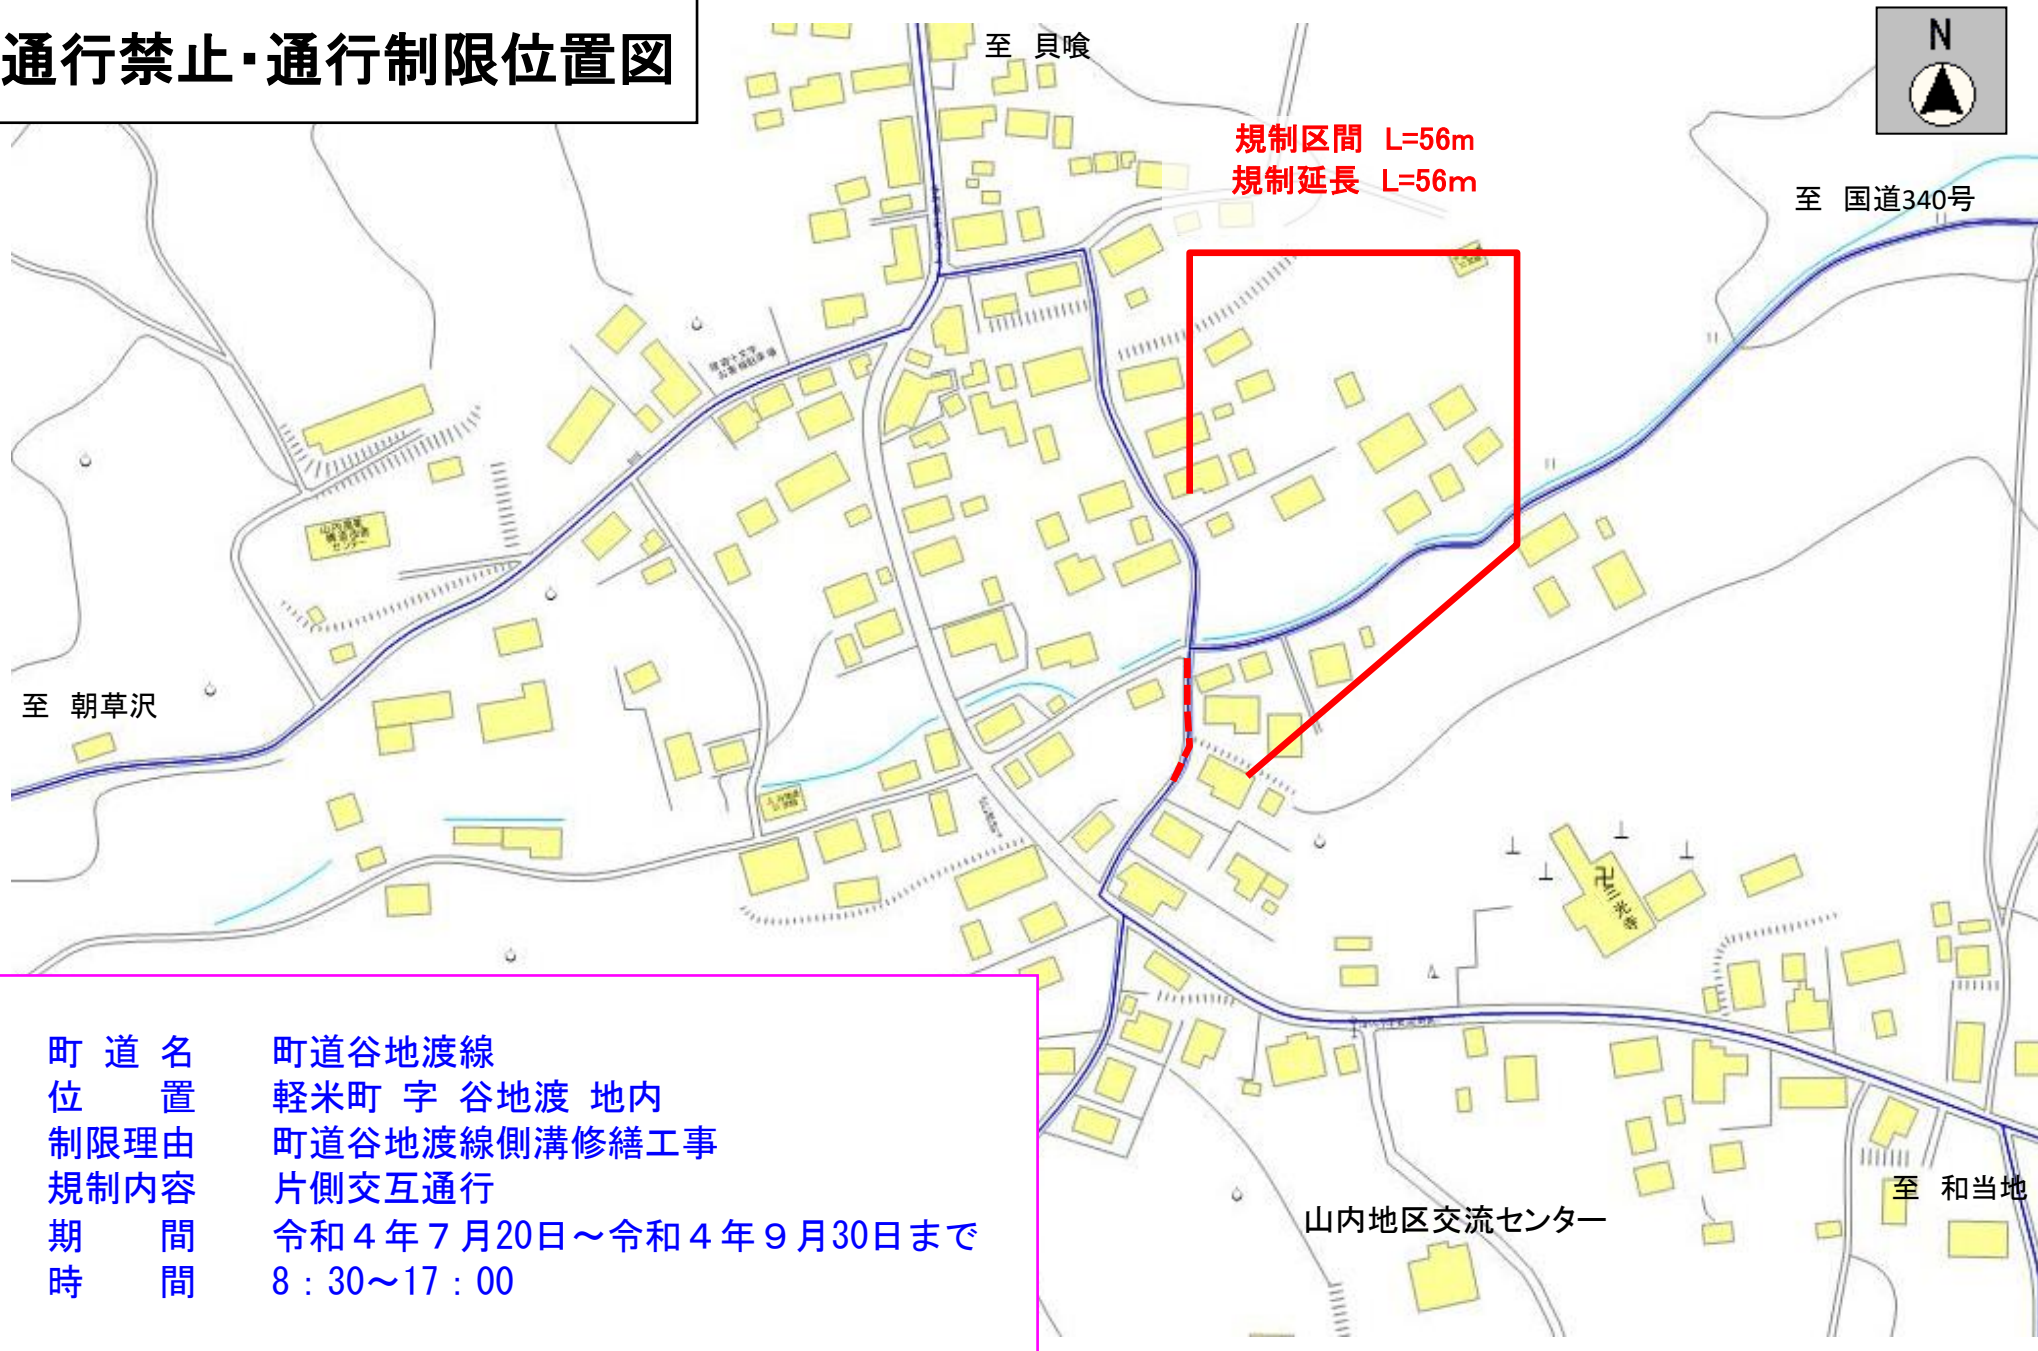 通行禁止・通行制限位置図
N
至 貝喰
規制区間 L=56m
規制延長 L=56m
至 国道340号
至 朝草沢
三光寺
町道名 町道谷地渡線
位置 軽米町 字 谷地渡 地内
制限理由 町道谷地渡線側溝修繕工事
規制内容 片側交互通行
期間 令和４年７月20日～令和４年９月30日まで
時間 8：30～17：00
至 和当地
山内地区交流センター